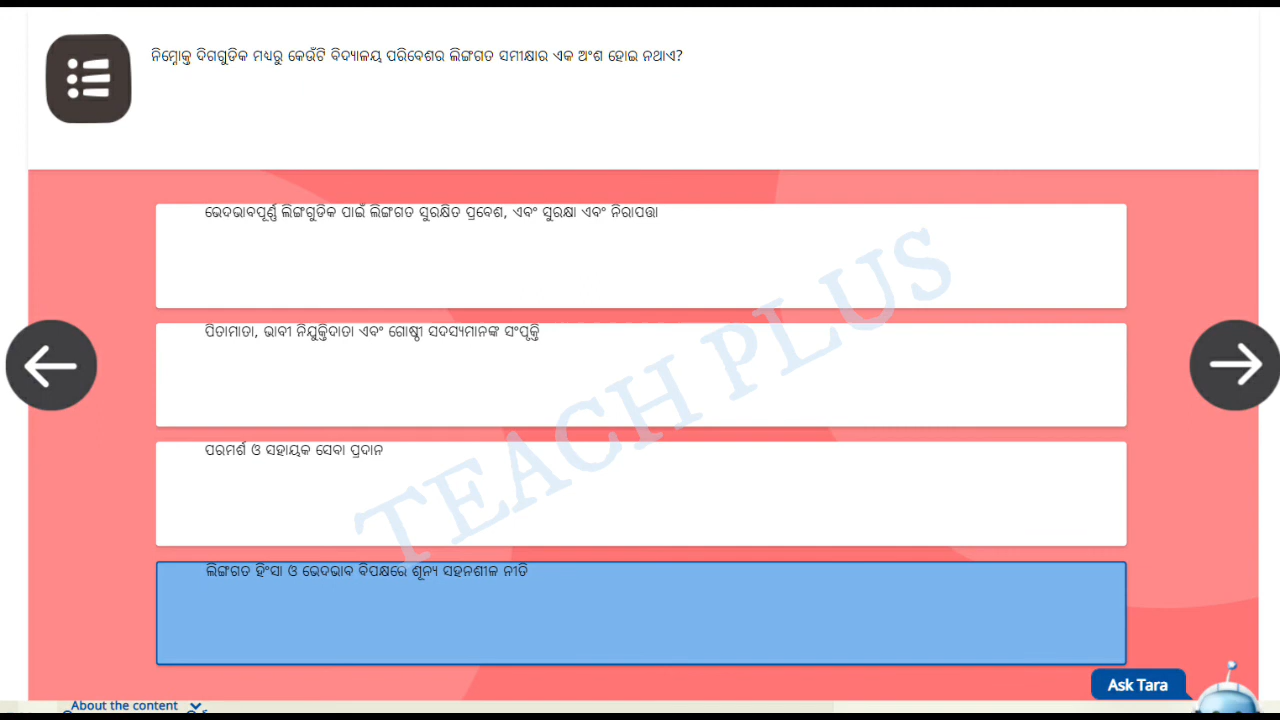 ନିମ୍ନୋକ୍ତ ଦିଗଗୁଡିକ ମଧ୍ୟରୁ କେଉଁଟି ବିଦ୍ୟାଳୟ ପରିବେଶର ଲିଙ୍ଗଗତ ସମୀକ୍ଷାର ଏକ ଅଂଶ ହୋଇ ନଥାଏ?
ଭେଦଭାବପୂର୍ଣ୍ଣ ଲିଙ୍ଗଗୁଡିକ ପାଇଁ ଲିଙ୍ଗଗତ ସୁରକ୍ଷିତ ପ୍ରବେଶ, ଏବଂ ସୁରକ୍ଷା ଏବଂ ନିରାପତ୍ତା
ପିତାମାତା, ଭାବୀ ନିଯୁକ୍ତିଦାତା ଏବଂ ଗୋଷ୍ଠୀ ସଦସ୍ୟମାନଙ୍କ ସଂପୃକ୍ତି
ପରାମର୍ଶ ଓ ସହାୟକ ସେବା ପ୍ରଦାନ
ଲିଙ୍ଗଗତ ହିଂସା ଓ ଭେଦଭାବ ବିପକ୍ଷରେ ଶୂନ୍ୟ ସହନଶୀଳ ନୀତି
TEACH PLUS
Ask Tara
About the content